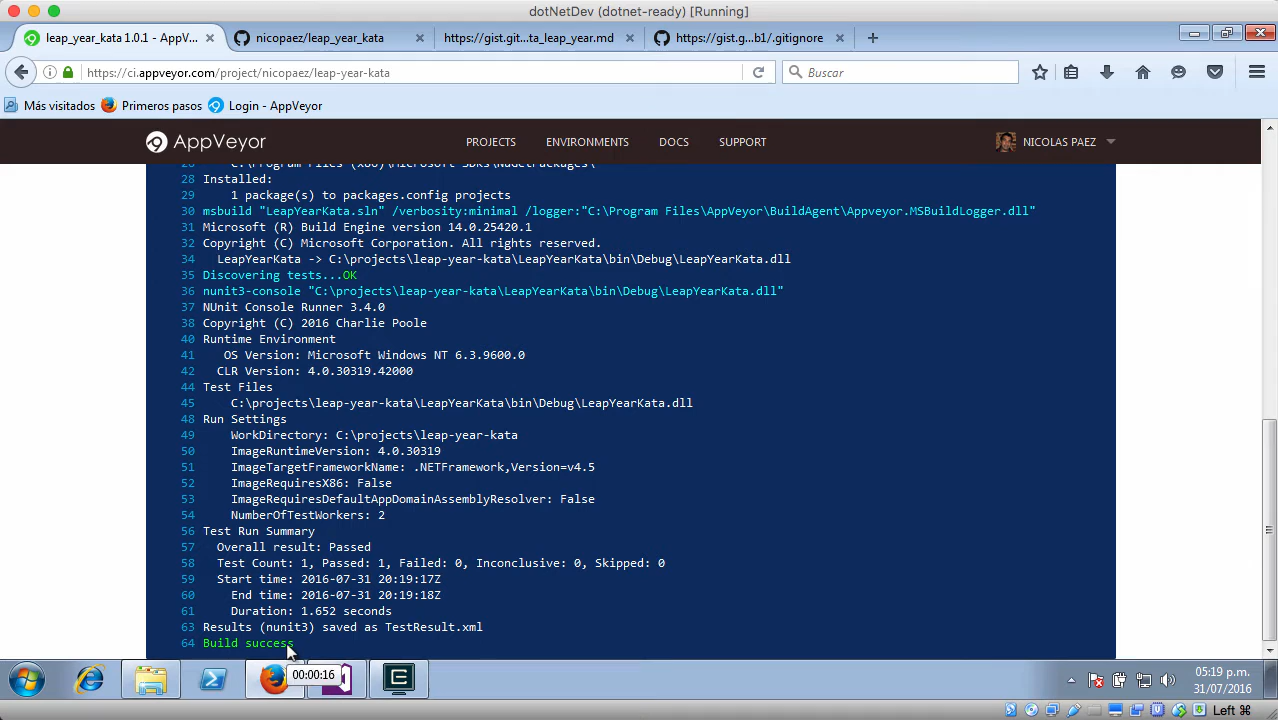 dotNetDev (dotnet-ready) [Running]
leap_year_kata 1.0.1 - AppV...
nicopaez/leap_year_kata
https://gist.git...ta_leap_year.md
https://gist.g...b1/.gitignore
https://ci.appveyor.com/project/nicopaez/leap-year-kata
Buscar
Más visitados
Primeros pasos
Login - AppVeyor
AppVeyor
PROJECTS
ENVIRONMENTS
DOCS
SUPPORT
NICOLAS PAEZ
C:\Program Files (x86)\Microsoft SDKs\NuGetPackages\
28 Installed:
29 1 package(s) to packages.config projects
30 msbuild "LeapYearKata.sln" /verbosity:minimal /logger:"C:\Program Files\AppVeyor\BuildAgent\Appveyor.MSBuildLogger.dll"
31 Microsoft (R) Build Engine version 14.0.25420.1
32 Copyright (C) Microsoft Corporation. All rights reserved.
34 LeapYearKata -> C:\projects\leap-year-kata\LeapYearKata\bin\Debug\LeapYearKata.dll
35 Discovering tests...OK
36 nunit3-console "C:\projects\leap-year-kata\LeapYearKata\bin\Debug\LeapYearKata.dll"
37 NUnit Console Runner 3.4.0
38 Copyright (C) 2016 Charlie Poole
40 Runtime Environment
41 OS Version: Microsoft Windows NT 6.3.9600.0
42 CLR Version: 4.0.30319.42000
44 Test Files
45 C:\projects\leap-year-kata\LeapYearKata\bin\Debug\LeapYearKata.dll
48 Run Settings
49 WorkDirectory: C:\projects\leap-year-kata
50 ImageRuntimeVersion: 4.0.30319
51 ImageTargetFrameworkName: .NETFramework,Version=v4.5
52 ImageRequiresX86: False
53 ImageRequiresDefaultAppDomainAssemblyResolver: False
54 NumberOfTestWorkers: 2
56 Test Run Summary
57 Overall result: Passed
58 Test Count: 1, Passed: 1, Failed: 0, Inconclusive: 0, Skipped: 0
59 Start time: 2016-07-31 20:19:17Z
60 End time: 2016-07-31 20:19:18Z
61 Duration: 1.652 seconds
63 Results (nunit3) saved as TestResult.xml
64 Build success
00:00:16
05:19 p.m.
31/07/2016
Left ⌘